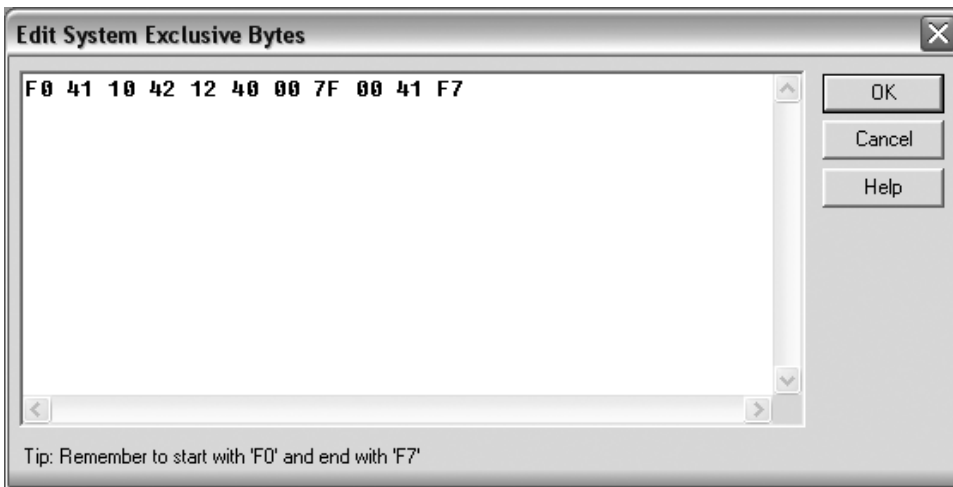 Edit System Exclusive Bytes
F0 41 10 42 12 40 00 7F 00 41 F7
OK
Cancel
Help
Tip: Remember to start with 'F0' and end with 'F7'